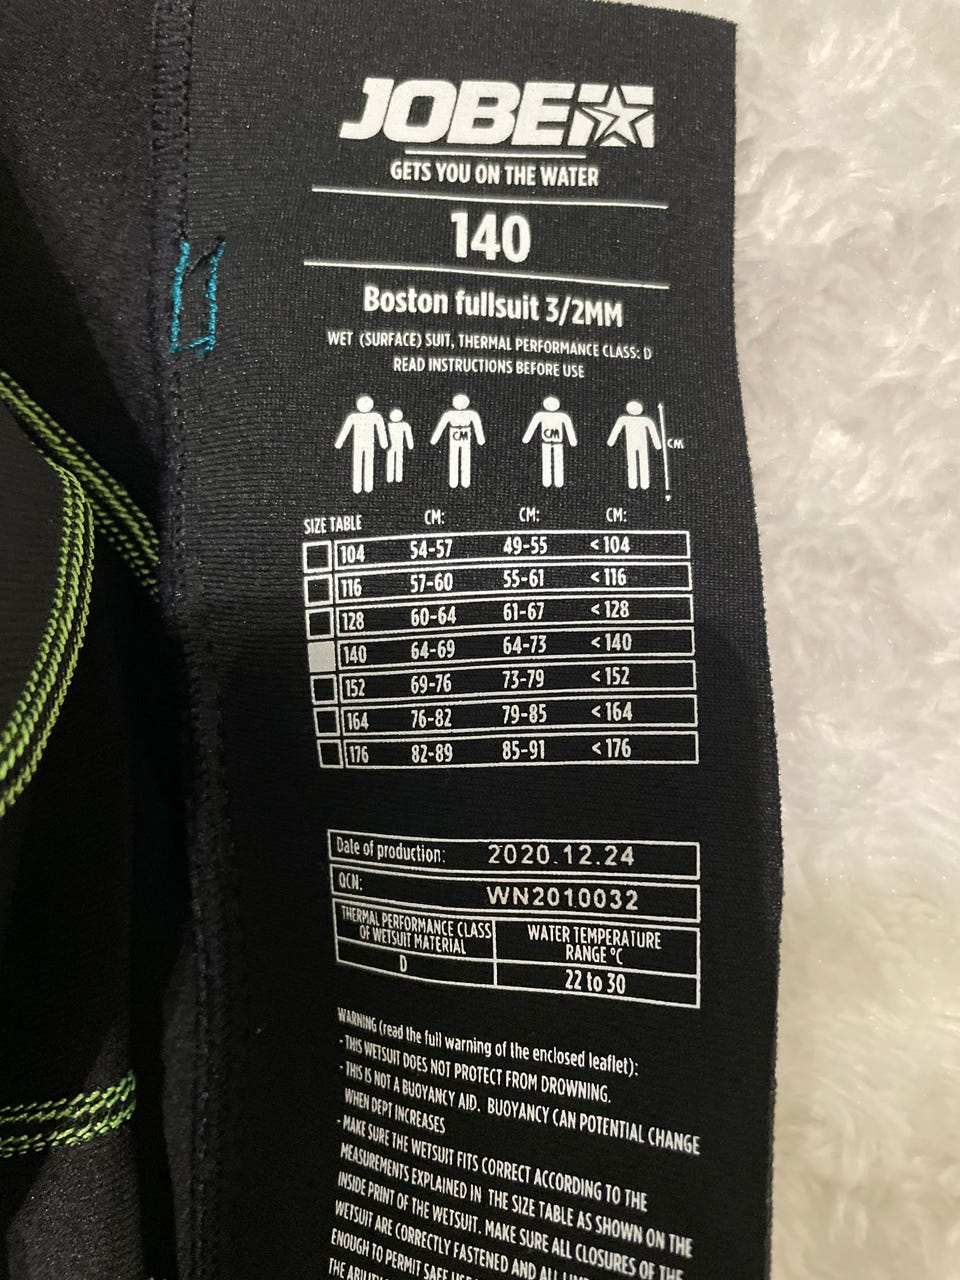 JOBE
GETS YOU ON THE WATER
140
Boston fullsuit 3/2MM
WET (SURFACE) SUIT, THERMAL PERFORMANCE CLASS: D
READ INSTRUCTIONS BEFORE USE
CM CM CM
SIZE TABLE CM: CM: CM:
104 54-57 49-55 < 104
116 57-60 55-61 < 116
128 60-64 61-67 < 128
140 64-69 64-73 < 140
152 69-76 73-79 < 152
164 76-82 79-85 < 164
176 82-89 85-91 < 176
Date of production: 2020.12.24
QCN: WN2010032
THERMAL PERFORMANCE CLASS
OF WETSUIT MATERIAL
WATER TEMPERATURE
RANGE °C
D 22 to 30
WARNING (read the full warning of the enclosed leaflet):
- THIS WETSUIT DOES NOT PROTECT FROM DROWNING.
- THIS IS NOT A BUOYANCY AID. BUOYANCY CAN POTENTIAL CHANGE
WHEN DEPT INCREASES
- MAKE SURE THE WETSUIT FITS CORRECT ACCORDING TO THE
MEASUREMENTS EXPLAINED IN THE SIZE TABLE AS SHOWN ON THE
INSIDE PRINT OF THE WETSUIT. MAKE SURE ALL CLOSURES OF THE
WETSUIT ARE CORRECTLY FASTENED AND ALL
ENOUGH TO PERMIT SAFE
THE